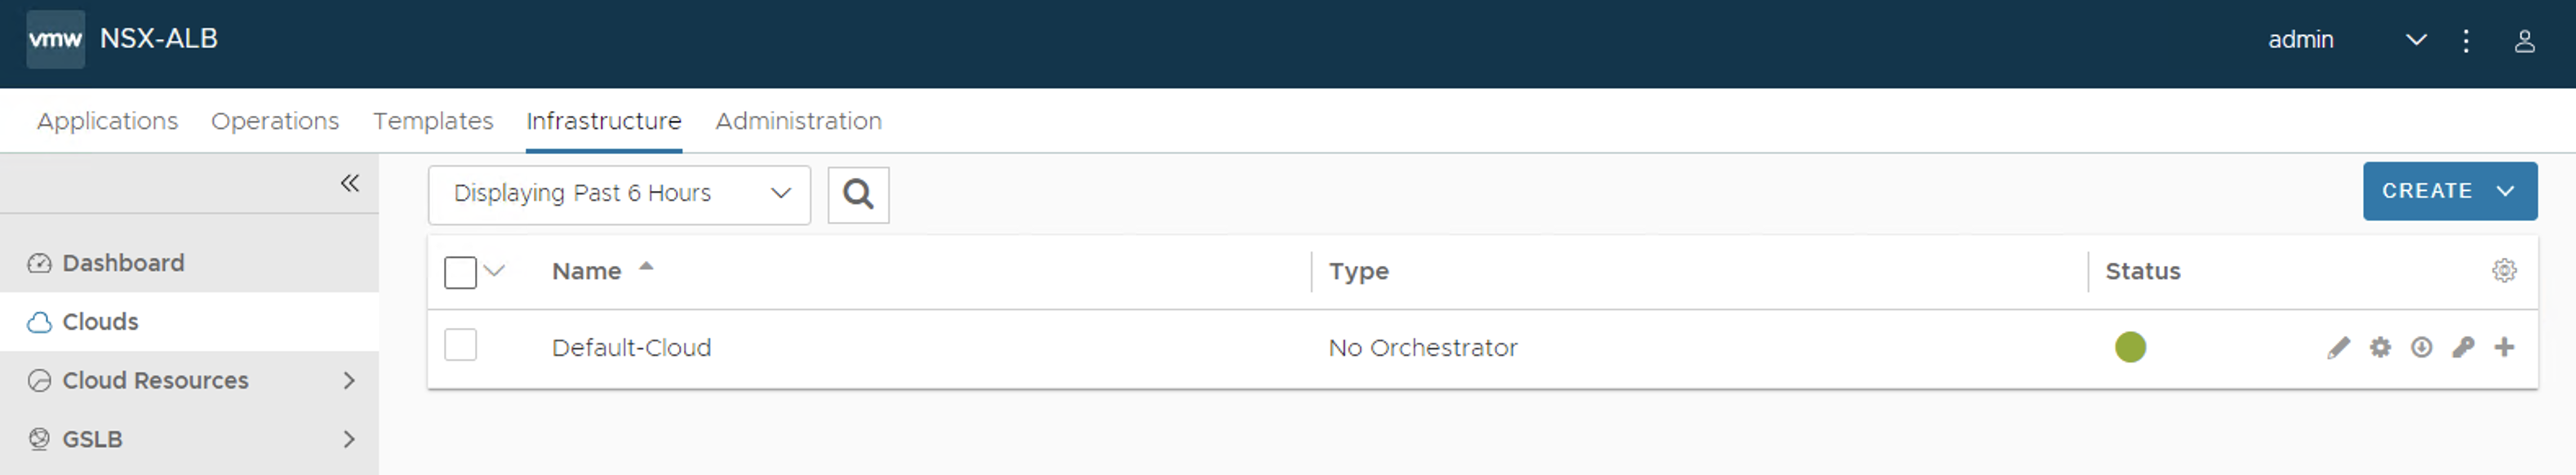 vmw NSX-ALB admin
Applications Operations Templates Infrastructure Administration
Displaying Past 6 Hours CREATE
Dashboard
Clouds
Cloud Resources
GSLB
Name Type Status
Default-Cloud No Orchestrator